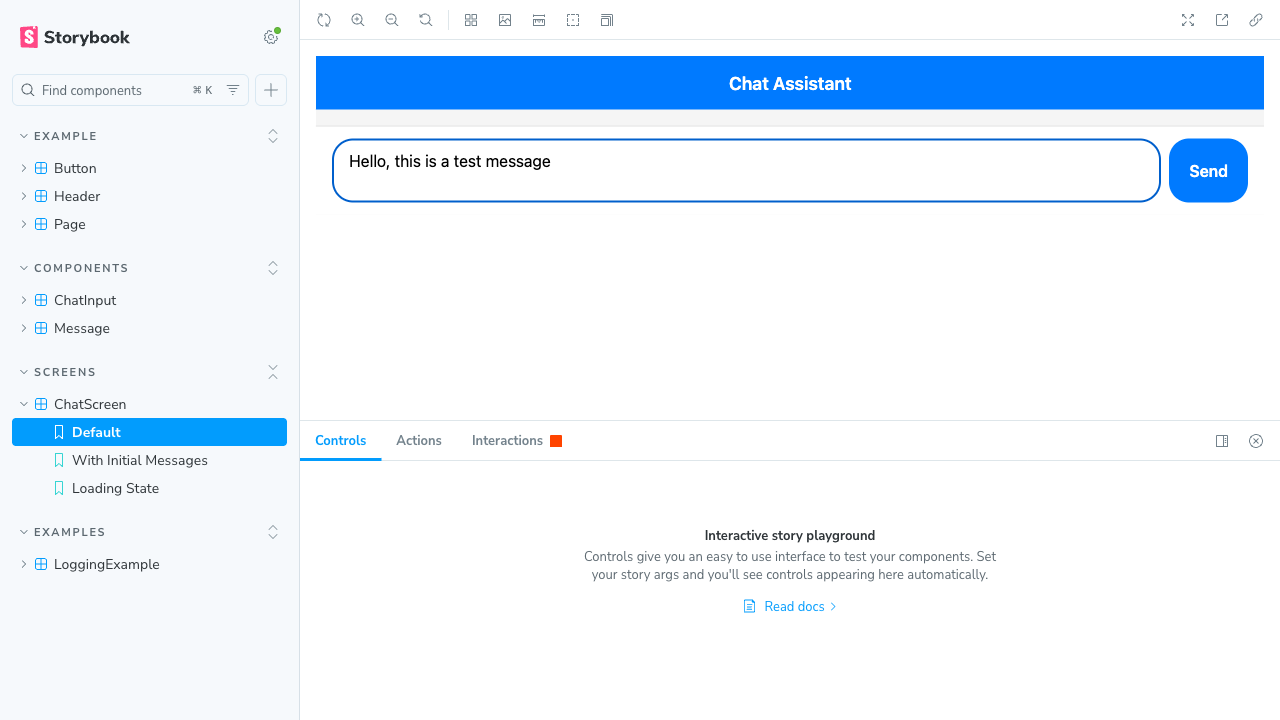 Storybook
Find components
⌘ K
EXAMPLE
Button
Header
Page
COMPONENTS
ChatInput
Message
SCREENS
ChatScreen
Default
With Initial Messages
Loading State
EXAMPLES
LoggingExample
Chat Assistant
Hello, this is a test message
Send
Controls
Actions
Interactions
Interactive story playground
Controls give you an easy to use interface to test your components. Set
your story args and you'll see controls appearing here automatically.
Read docs